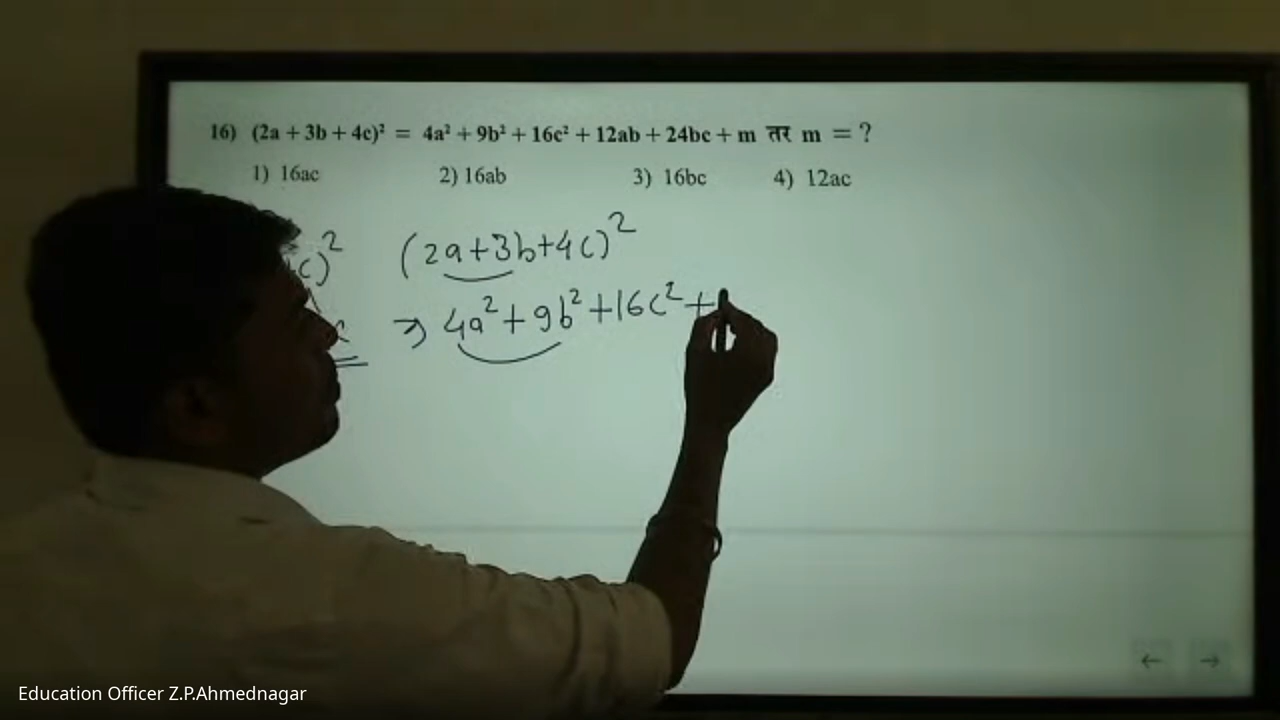 16) (2a + 3b + 4c)² = 4a² + 9b² + 16c² + 12ab + 24bc + m तर m = ?
1) 16ac 2) 16ab 3) 16bc 4) 12ac
c)² (2a+3b+4c)²
⇒ 4a² + 9b² + 16c² +
Education Officer Z.P.Ahmednagar